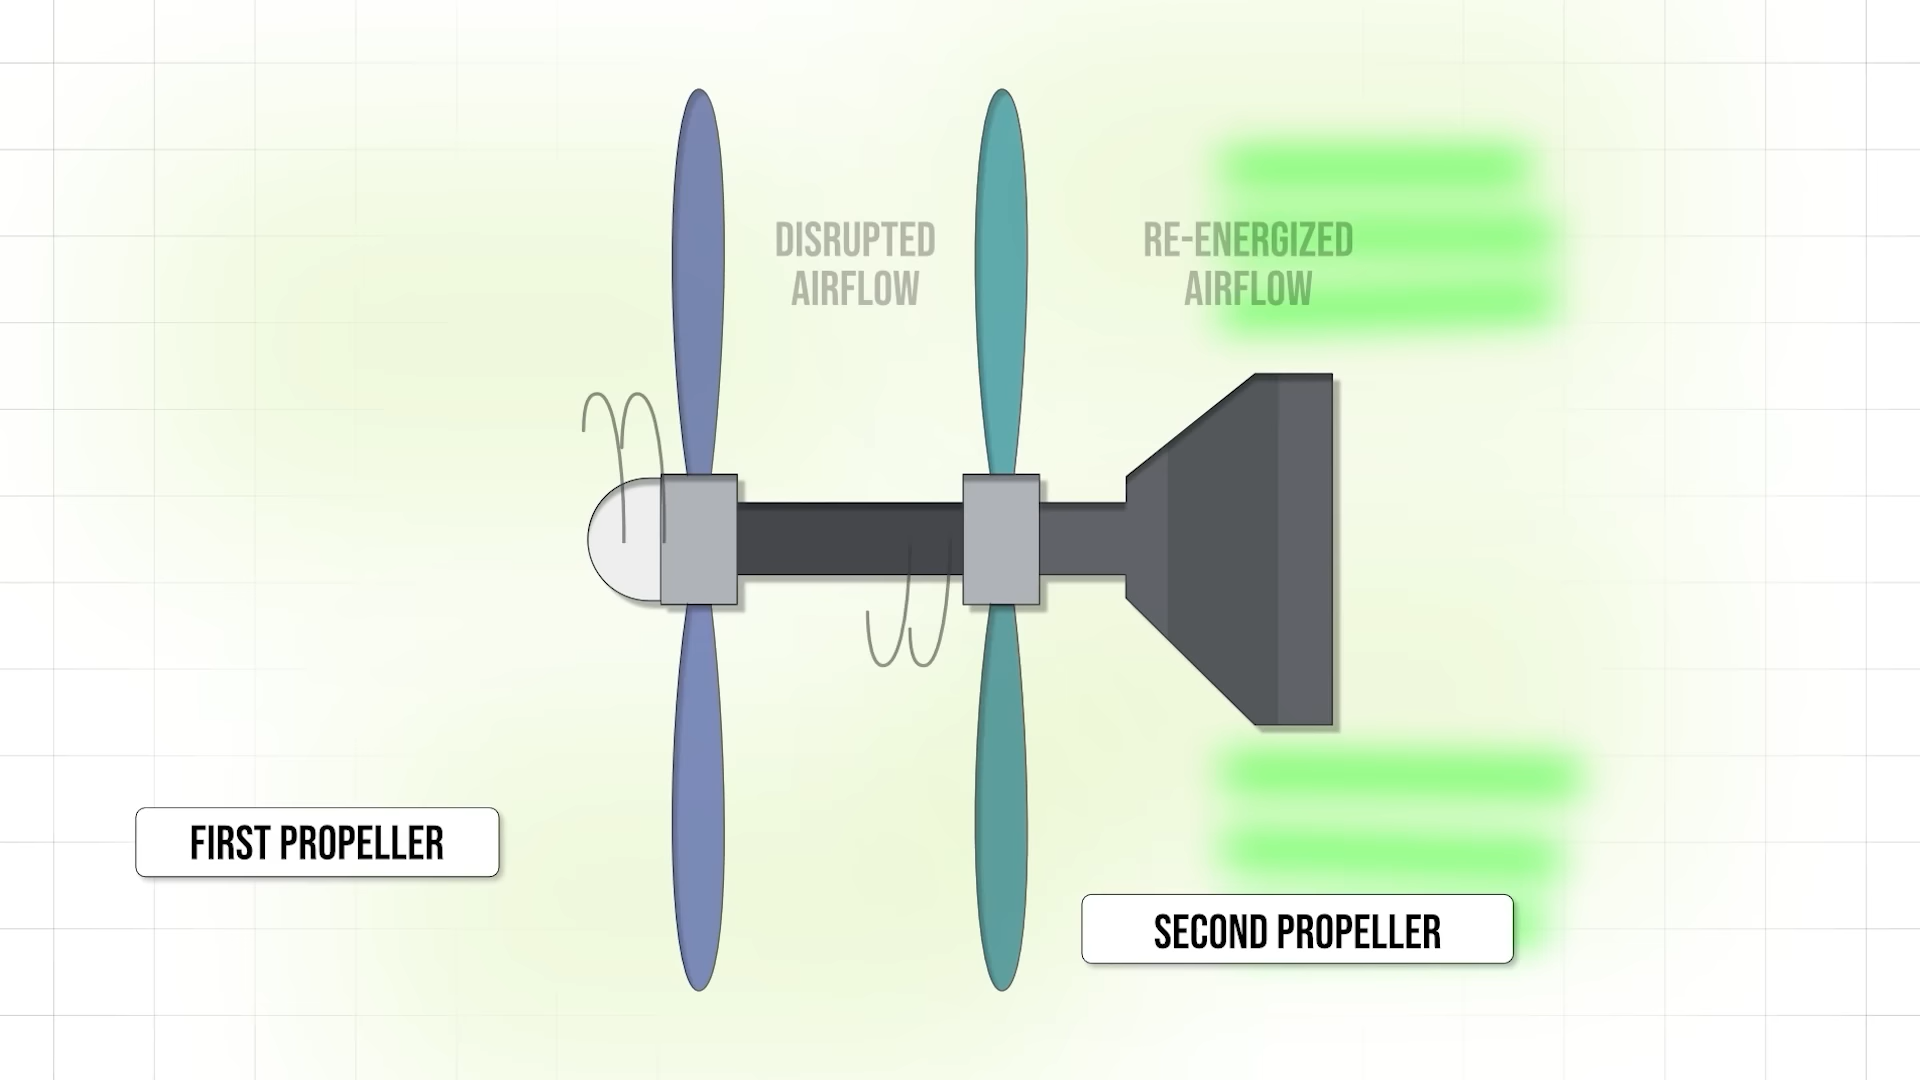 DISRUPTED
AIRFLOW
RE-ENERGIZED
AIRFLOW
FIRST PROPELLER
SECOND PROPELLER